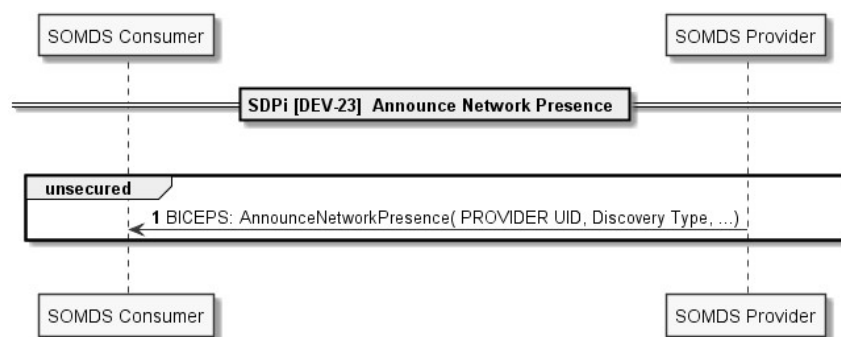 SOMDS Consumer
SOMDS Provider
SDPi [DEV-23] Announce Network Presence
unsecured
1 BICEPS: AnnounceNetworkPresence( PROVIDER UID, Discovery Type, ...)
SOMDS Consumer
SOMDS Provider